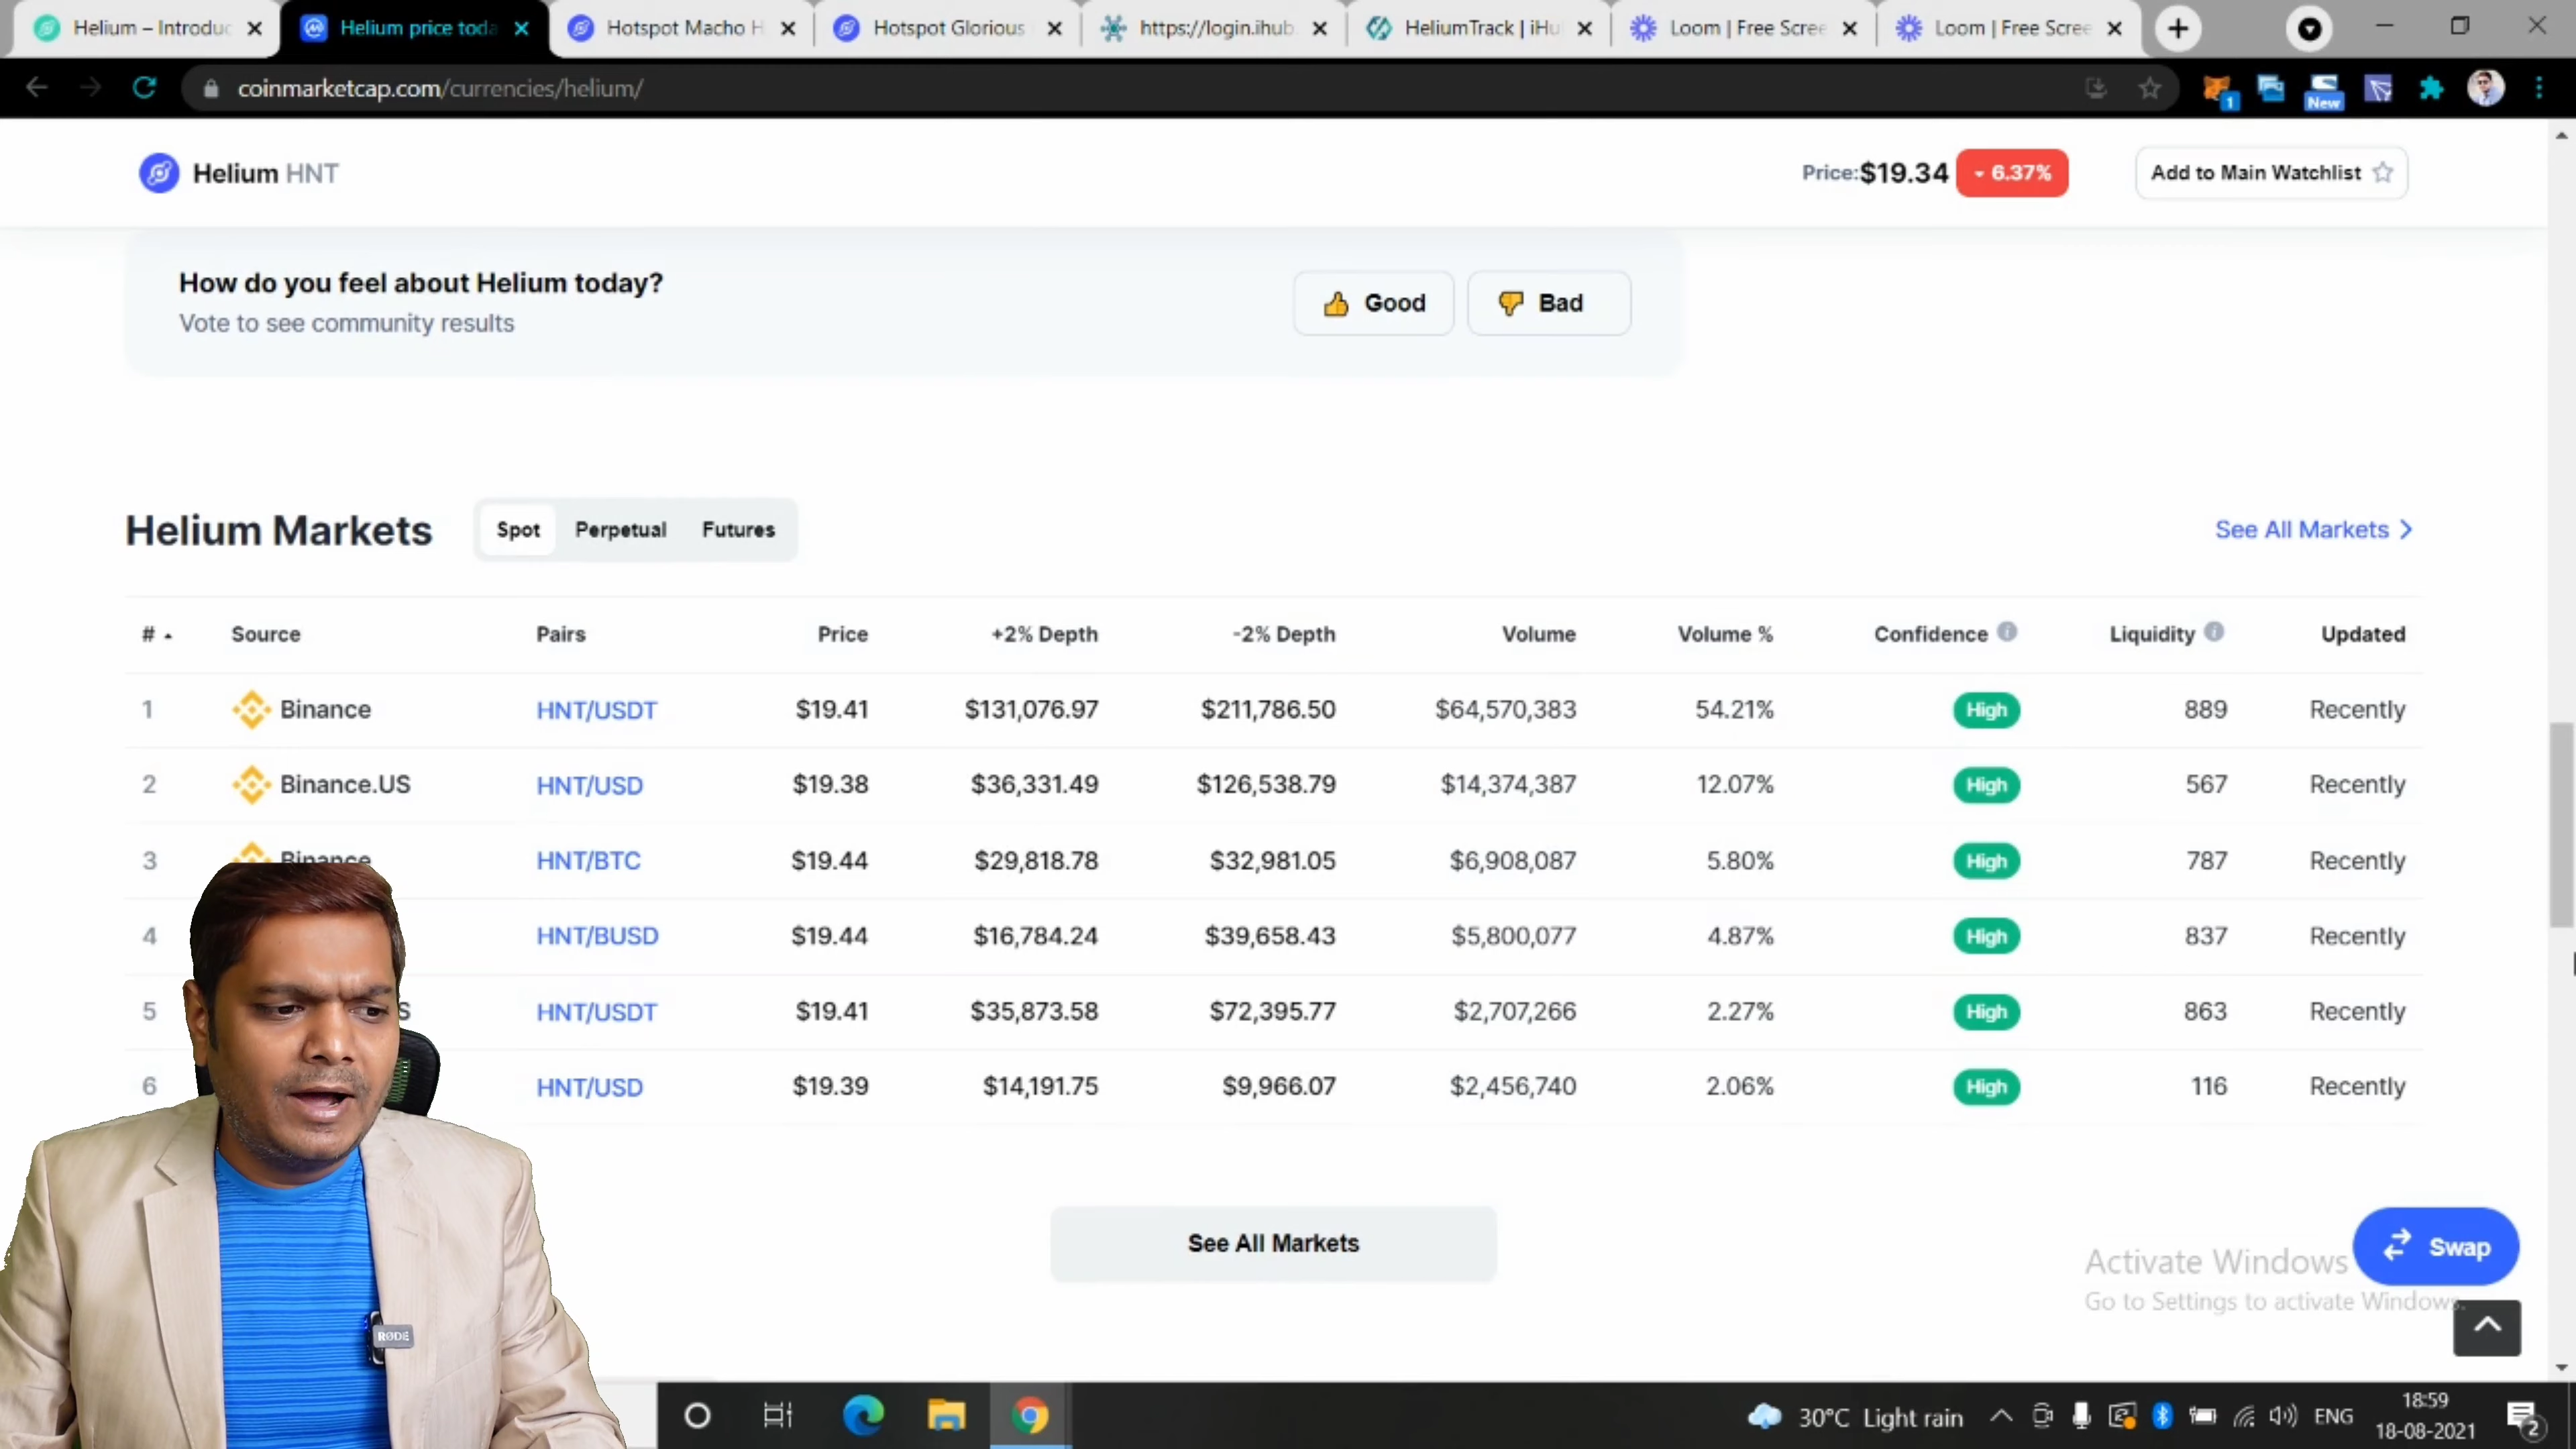 Helium – Introduc
Helium price toda
Hotspot Macho H
Hotspot Glorious
https://login.ihub.
HeliumTrack | iHu
Loom | Free Scree
Loom | Free Scree
coinmarketcap.com/currencies/helium/
1
New
Helium HNT
Price:$19.34
6.37%
Add to Main Watchlist
How do you feel about Helium today?
Vote to see community results
Good
Bad
Helium Markets
Spot
Perpetual
Futures
See All Markets
# Source Pairs Price +2% Depth -2% Depth Volume Volume % Confidence Liquidity Updated
1 Binance HNT/USDT $19.41 $131,076.97 $211,786.50 $64,570,383 54.21% High 889 Recently
2 Binance.US HNT/USD $19.38 $36,331.49 $126,538.79 $14,374,387 12.07% High 567 Recently
3 Binance HNT/BTC $19.44 $29,818.78 $32,981.05 $6,908,087 5.80% High 787 Recently
4 HNT/BUSD $19.44 $16,784.24 $39,658.43 $5,800,077 4.87% High 837 Recently
5 S HNT/USDT $19.41 $35,873.58 $72,395.77 $2,707,266 2.27% High 863 Recently
6 HNT/USD $19.39 $14,191.75 $9,966.07 $2,456,740 2.06% High 116 Recently
See All Markets
Swap
Activate Windows
Go to Settings to activate Windows.
RØDE
30°C Light rain
ENG
18:59
18-08-2021
2